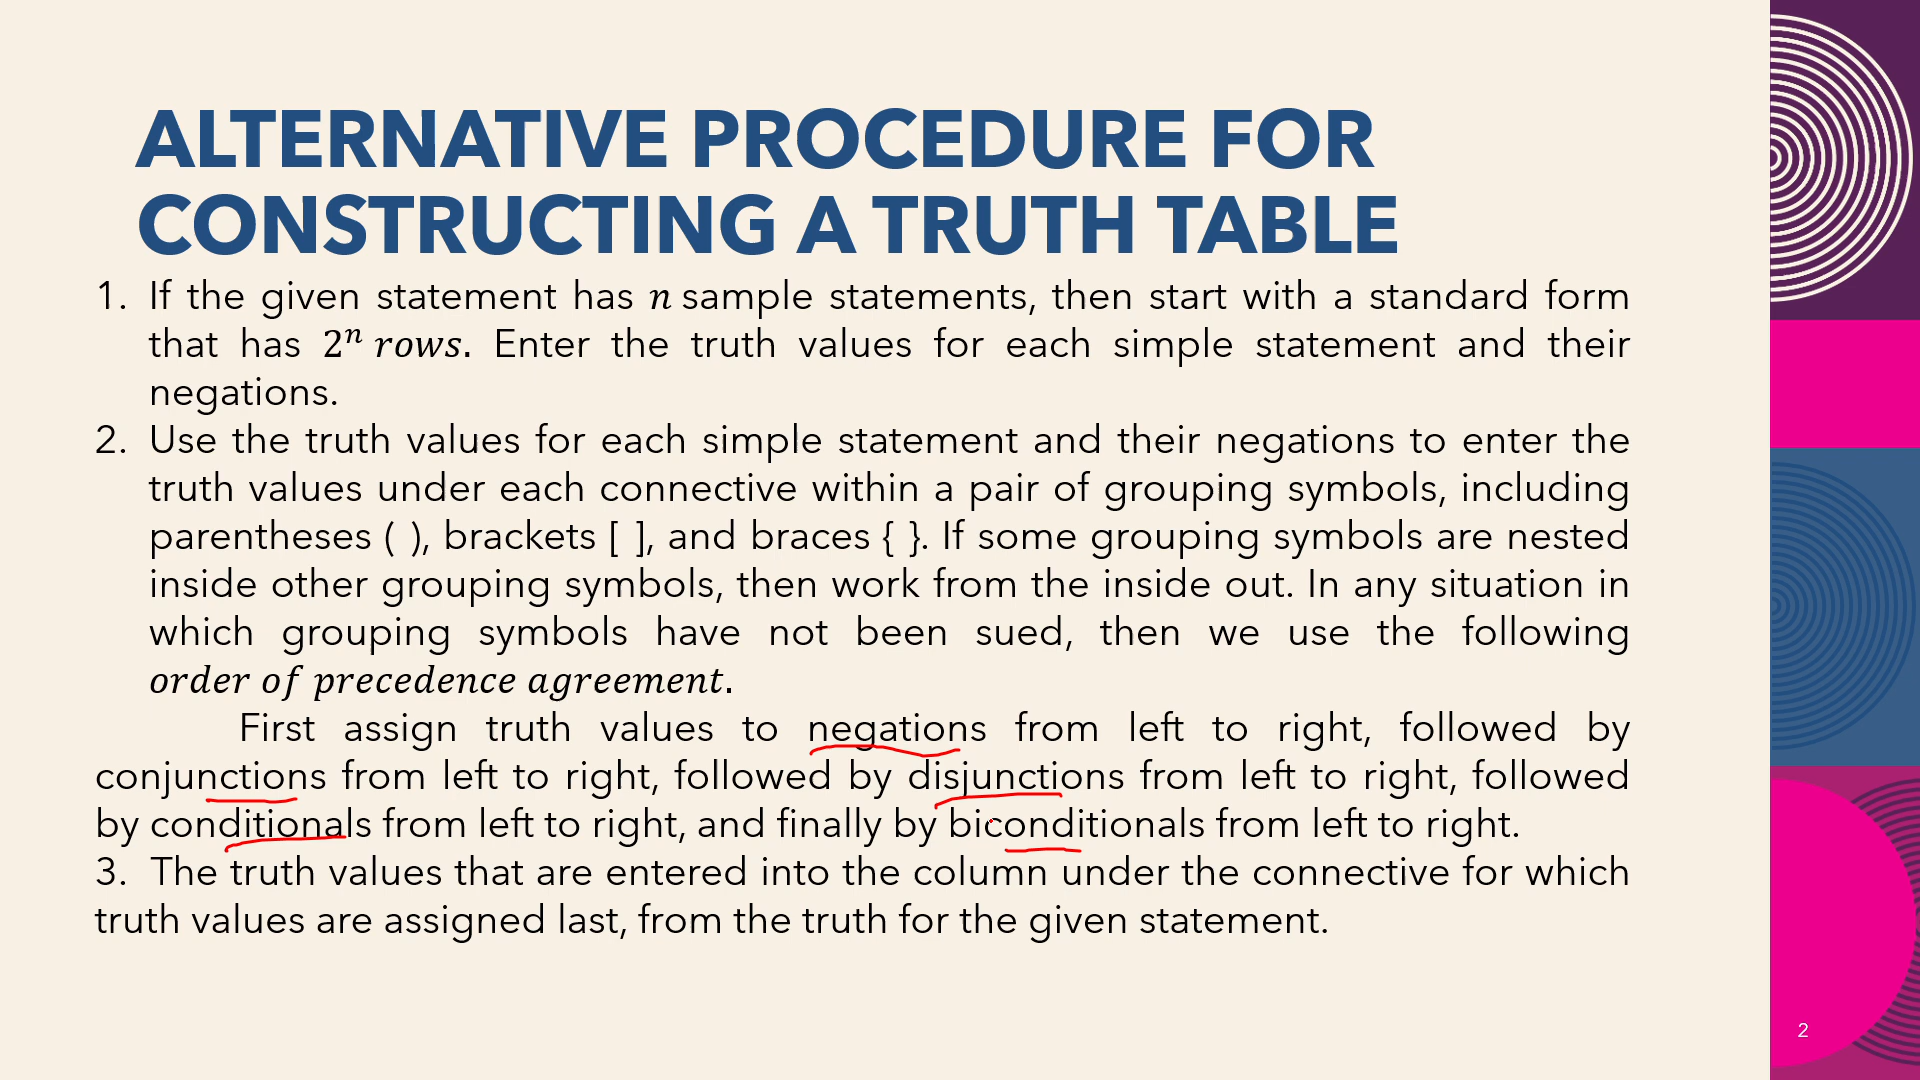 ALTERNATIVE PROCEDURE FOR
CONSTRUCTING A TRUTH TABLE
1. If the given statement has n sample statements, then start with a standard form
that has 2ⁿ rows. Enter the truth values for each simple statement and their
negations.
2. Use the truth values for each simple statement and their negations to enter the
truth values under each connective within a pair of grouping symbols, including
parentheses ( ), brackets [ ], and braces { }. If some grouping symbols are nested
inside other grouping symbols, then work from the inside out. In any situation in
which grouping symbols have not been sued, then we use the following
order of precedence agreement.
First assign truth values to negations from left to right, followed by
conjunctions from left to right, followed by disjunctions from left to right, followed
by conditionals from left to right, and finally by biconditionals from left to right.
3. The truth values that are entered into the column under the connective for which
truth values are assigned last, from the truth for the given statement.
2